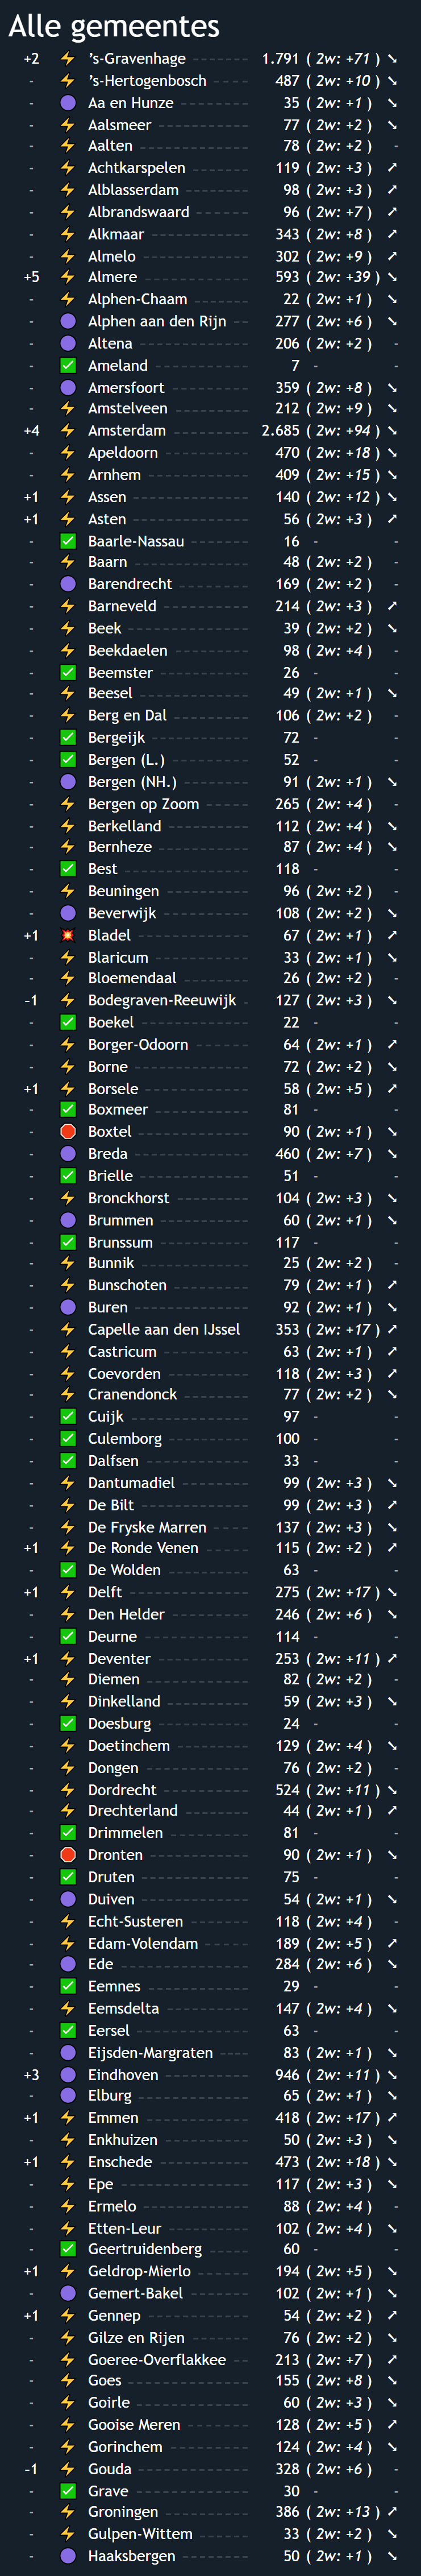 Alle gemeentes
+2 ’s-Gravenhage 1.791 ( 2w: +71 )
- ’s-Hertogenbosch 487 ( 2w: +10 )
- Aa en Hunze 35 ( 2w: +1 )
- Aalsmeer 77 ( 2w: +2 )
- Aalten 78 ( 2w: +2 ) -
- Achtkarspelen 119 ( 2w: +3 )
- Alblasserdam 98 ( 2w: +3 )
- Albrandswaard 96 ( 2w: +7 )
- Alkmaar 343 ( 2w: +8 )
- Almelo 302 ( 2w: +9 )
+5 Almere 593 ( 2w: +39 )
- Alphen-Chaam 22 ( 2w: +1 )
- Alphen aan den Rijn 277 ( 2w: +6 )
- Altena 206 ( 2w: +2 ) -
- Ameland 7 - -
- Amersfoort 359 ( 2w: +8 )
- Amstelveen 212 ( 2w: +9 )
+4 Amsterdam 2.685 ( 2w: +94 )
- Apeldoorn 470 ( 2w: +18 )
- Arnhem 409 ( 2w: +15 )
+1 Assen 140 ( 2w: +12 )
+1 Asten 56 ( 2w: +3 )
- Baarle-Nassau 16 - -
- Baarn 48 ( 2w: +2 ) -
- Barendrecht 169 ( 2w: +2 ) -
- Barneveld 214 ( 2w: +3 )
- Beek 39 ( 2w: +2 )
- Beekdaelen 98 ( 2w: +4 ) -
- Beemster 26 - -
- Beesel 49 ( 2w: +1 )
- Berg en Dal 106 ( 2w: +2 ) -
- Bergeijk 72 - -
- Bergen (L.) 52 - -
- Bergen (NH.) 91 ( 2w: +1 )
- Bergen op Zoom 265 ( 2w: +4 ) -
- Berkelland 112 ( 2w: +4 )
- Bernheze 87 ( 2w: +4 )
- Best 118 - -
- Beuningen 96 ( 2w: +2 ) -
- Beverwijk 108 ( 2w: +2 )
+1 Bladel 67 ( 2w: +1 )
- Blaricum 33 ( 2w: +1 )
- Bloemendaal 26 ( 2w: +2 ) -
-1 Bodegraven-Reeuwijk 127 ( 2w: +3 )
- Boekel 22 - -
- Borger-Odoorn 64 ( 2w: +1 )
- Borne 72 ( 2w: +2 )
+1 Borsele 58 ( 2w: +5 )
- Boxmeer 81 - -
- Boxtel 90 ( 2w: +1 )
- Breda 460 ( 2w: +7 )
- Brielle 51 - -
- Bronckhorst 104 ( 2w: +3 )
- Brummen 60 ( 2w: +1 )
- Brunssum 117 - -
- Bunnik 25 ( 2w: +2 ) -
- Bunschoten 79 ( 2w: +1 )
- Buren 92 ( 2w: +1 )
- Capelle aan den IJssel 353 ( 2w: +17 )
- Castricum 63 ( 2w: +1 )
- Coevorden 118 ( 2w: +3 )
- Cranendonck 77 ( 2w: +2 )
- Cuijk 97 - -
- Culemborg 100 - -
- Dalfsen 33 - -
- Dantumadiel 99 ( 2w: +3 )
- De Bilt 99 ( 2w: +3 )
- De Fryske Marren 137 ( 2w: +3 )
+1 De Ronde Venen 115 ( 2w: +2 )
- De Wolden 63 - -
+1 Delft 275 ( 2w: +17 )
- Den Helder 246 ( 2w: +6 )
- Deurne 114 - -
+1 Deventer 253 ( 2w: +11 )
- Diemen 82 ( 2w: +2 ) -
- Dinkelland 59 ( 2w: +3 )
- Doesburg 24 - -
- Doetinchem 129 ( 2w: +4 )
- Dongen 76 ( 2w: +2 ) -
- Dordrecht 524 ( 2w: +11 )
- Drechterland 44 ( 2w: +1 )
- Drimmelen 81 - -
- Dronten 90 ( 2w: +1 )
- Druten 75 - -
- Duiven 54 ( 2w: +1 )
- Echt-Susteren 118 ( 2w: +4 ) -
- Edam-Volendam 189 ( 2w: +5 )
- Ede 284 ( 2w: +6 )
- Eemnes 29 - -
- Eemsdelta 147 ( 2w: +4 )
- Eersel 63 - -
- Eijsden-Margraten 83 ( 2w: +1 )
+3 Eindhoven 946 ( 2w: +11 )
- Elburg 65 ( 2w: +1 )
+1 Emmen 418 ( 2w: +17 )
- Enkhuizen 50 ( 2w: +3 )
+1 Enschede 473 ( 2w: +18 )
- Epe 117 ( 2w: +3 )
- Ermelo 88 ( 2w: +4 ) -
- Etten-Leur 102 ( 2w: +4 )
- Geertruidenberg 60 - -
+1 Geldrop-Mierlo 194 ( 2w: +5 )
- Gemert-Bakel 102 ( 2w: +1 )
+1 Gennep 54 ( 2w: +2 )
- Gilze en Rijen 76 ( 2w: +2 )
- Goeree-Overflakkee 213 ( 2w: +7 )
- Goes 155 ( 2w: +8 )
- Goirle 60 ( 2w: +3 )
- Gooise Meren 128 ( 2w: +5 )
- Gorinchem 124 ( 2w: +4 )
-1 Gouda 328 ( 2w: +6 ) -
- Grave 30 - -
- Groningen 386 ( 2w: +13 )
- Gulpen-Wittem 33 ( 2w: +2 )
- Haaksbergen 50 ( 2w: +1 )